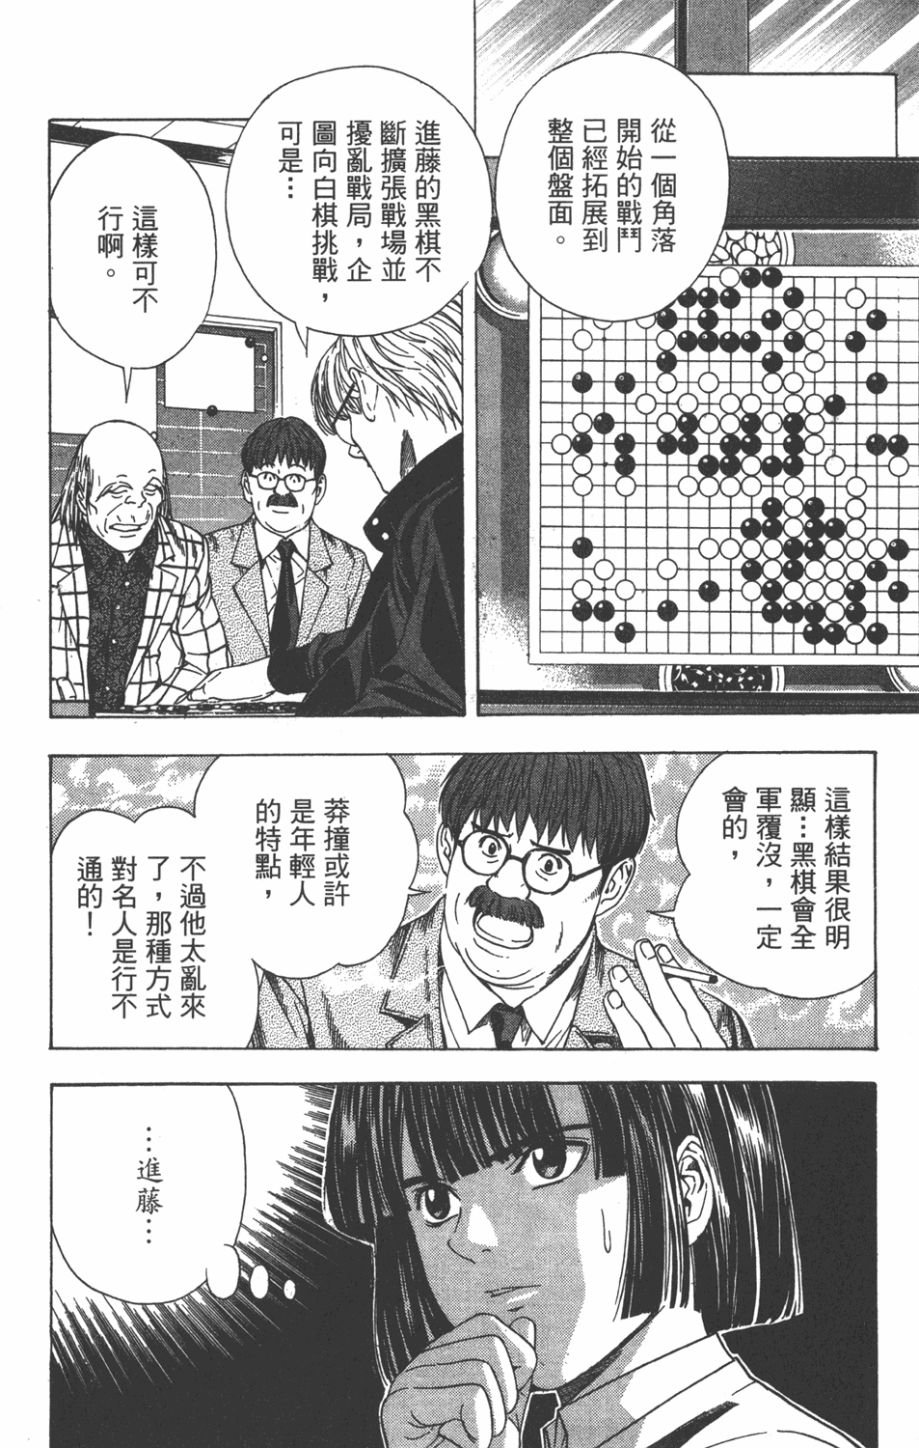 從一個角落
開始的戰鬥
已經拓展到
整個盤面。
進藤的黑棋不
斷擴張戰場並
擾亂戰局，企
圖向白棋挑戰，
可是…
這樣可不
行啊。
這樣結果很明
顯…黑棋會全
軍覆沒，一定
會的，
莽撞或許
是年輕人
的特點，
不過他太亂來
了，那種方式
對名人是行不
通的！
…進藤…